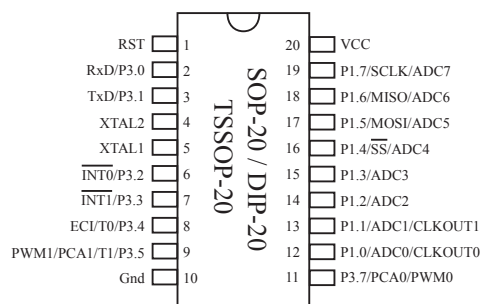 RST 1
RxD/P3.0 2
TxD/P3.1 3
XTAL2 4
XTAL1 5
INT0/P3.2 6
INT1/P3.3 7
ECI/T0/P3.4 8
PWM1/PCA1/T1/P3.5 9
Gnd 10
SOP-20 / DIP-20
TSSOP-20
20 VCC
19 P1.7/SCLK/ADC7
18 P1.6/MISO/ADC6
17 P1.5/MOSI/ADC5
16 P1.4/SS/ADC4
15 P1.3/ADC3
14 P1.2/ADC2
13 P1.1/ADC1/CLKOUT1
12 P1.0/ADC0/CLKOUT0
11 P3.7/PCA0/PWM0